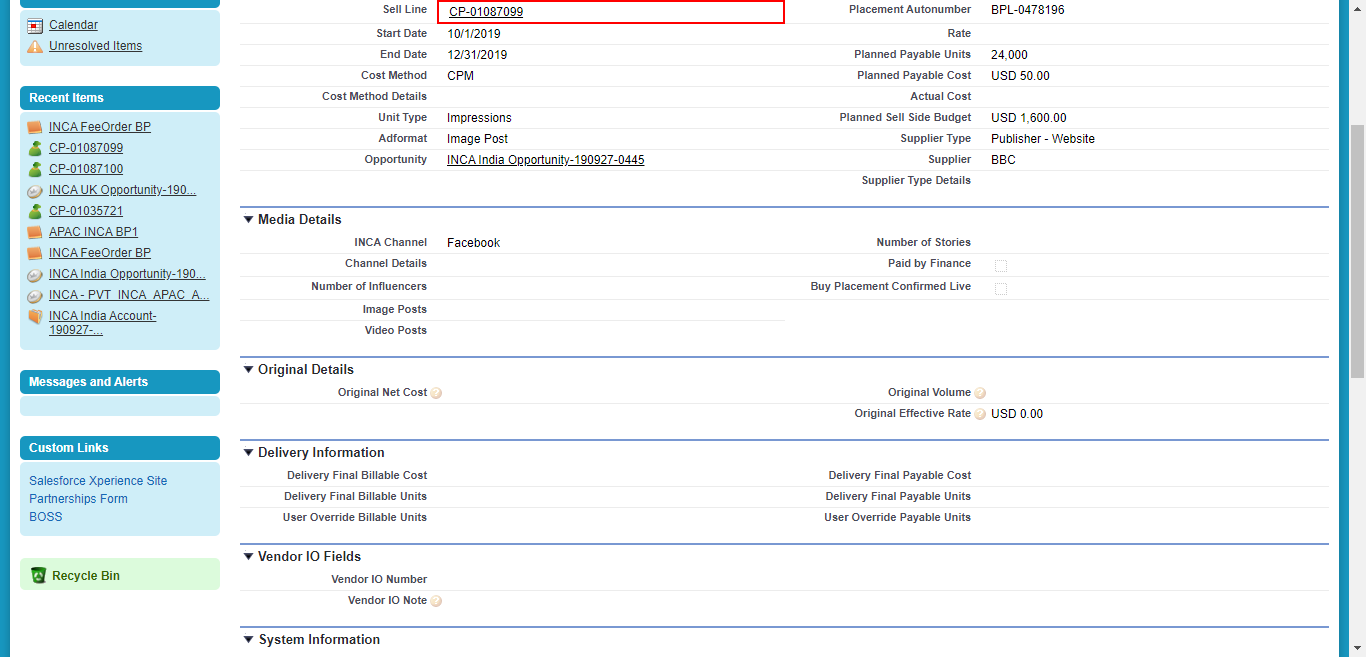 Calendar
Unresolved Items
Recent Items
INCA FeeOrder BP
CP-01087099
CP-01087100
INCA UK Opportunity-190...
CP-01035721
APAC INCA BP1
INCA FeeOrder BP
INCA India Opportunity-190...
INCA - PVT_INCA_APAC_A...
INCA India Account-
190927-...
Messages and Alerts
Custom Links
Salesforce Xperience Site
Partnerships Form
BOSS
Recycle Bin
Sell Line CP-01087099 Placement Autonumber BPL-0478196
Start Date 10/1/2019 Rate
End Date 12/31/2019 Planned Payable Units 24,000
Cost Method CPM Planned Payable Cost USD 50.00
Cost Method Details Actual Cost
Unit Type Impressions Planned Sell Side Budget USD 1,600.00
Adformat Image Post Supplier Type Publisher - Website
Opportunity INCA India Opportunity-190927-0445 Supplier BBC
Supplier Type Details
Media Details
INCA Channel Facebook Number of Stories
Channel Details Paid by Finance
Number of Influencers Buy Placement Confirmed Live
Image Posts
Video Posts
Original Details
Original Net Cost ? Original Volume ?
Original Effective Rate ? USD 0.00
Delivery Information
Delivery Final Billable Cost Delivery Final Payable Cost
Delivery Final Billable Units Delivery Final Payable Units
User Override Billable Units User Override Payable Units
Vendor IO Fields
Vendor IO Number
Vendor IO Note ?
System Information